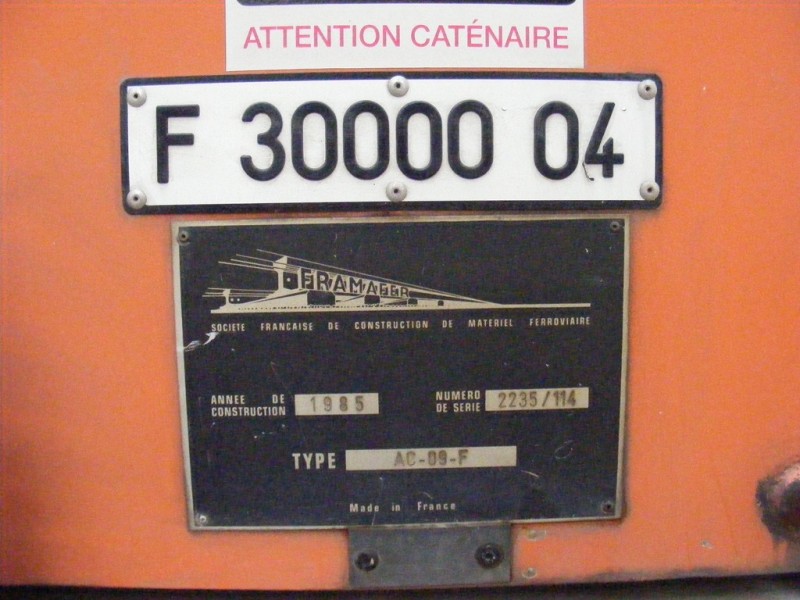 ATTENTION CATÉNAIRE
F 30000 04
FRAMAFER
SOCIETE FRANCAISE DE CONSTRUCTION DE MATERIEL FERROVIAIRE
ANNEE DE
CONSTRUCTION
1985
NUMERO
DE SERIE
2235/114
TYPE
AC-09-F
Made in France